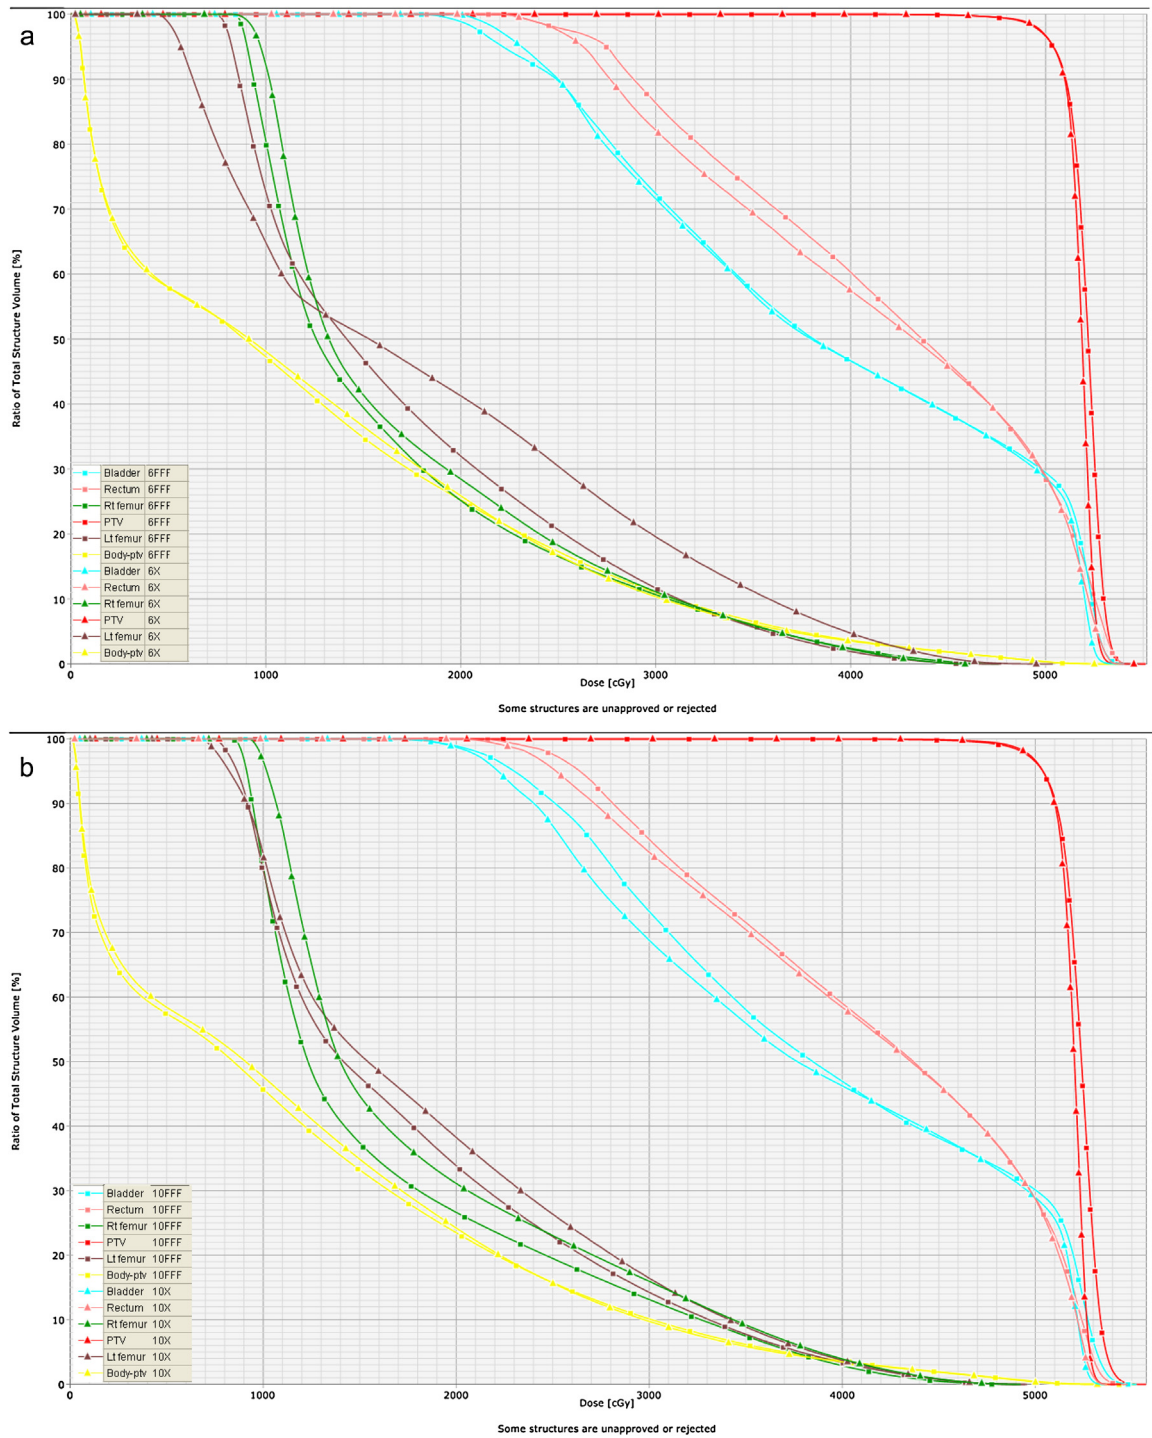 a
100
90
80
70
60
50
40
30
20
10
0
Ratio of Total Structure Volume [%]
Bladder 6FFF
Rectum 6FFF
Rt femur 6FFF
PTV 6FFF
Lt femur 6FFF
Body-ptv 6FFF
Bladder 6X
Rectum 6X
Rt femur 6X
PTV 6X
Lt femur 6X
Body-ptv 6X
0 1000 2000 3000 4000 5000
Dose [cGy]
Some structures are unapproved or rejected
b
100
90
80
70
60
50
40
30
20
10
0
Ratio of Total Structure Volume [%]
Bladder 10FFF
Rectum 10FFF
Rt femur 10FFF
PTV 10FFF
Lt femur 10FFF
Body-ptv 10FFF
Bladder 10X
Rectum 10X
Rt femur 10X
PTV 10X
Lt femur 10X
Body-ptv 10X
0 1000 2000 3000 4000 5000
Dose [cGy]
Some structures are unapproved or rejected